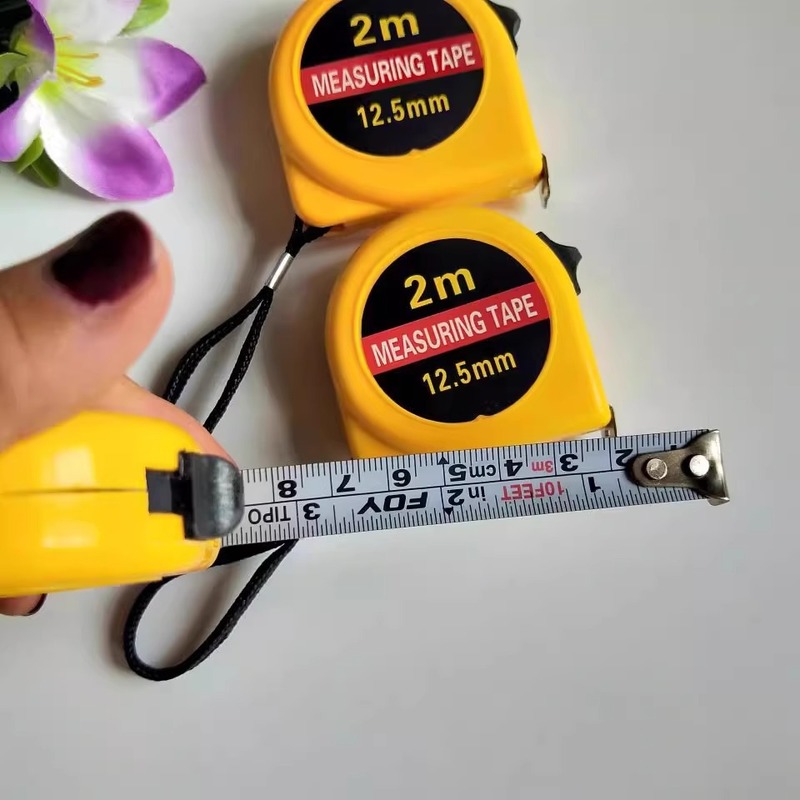 2m
MEASURING TAPE
12.5mm
2m
MEASURING TAPE
12.5mm
2 3 3m 4 cm 5 6 7 8
1 10FEET in 2 FOY 3 TIPO